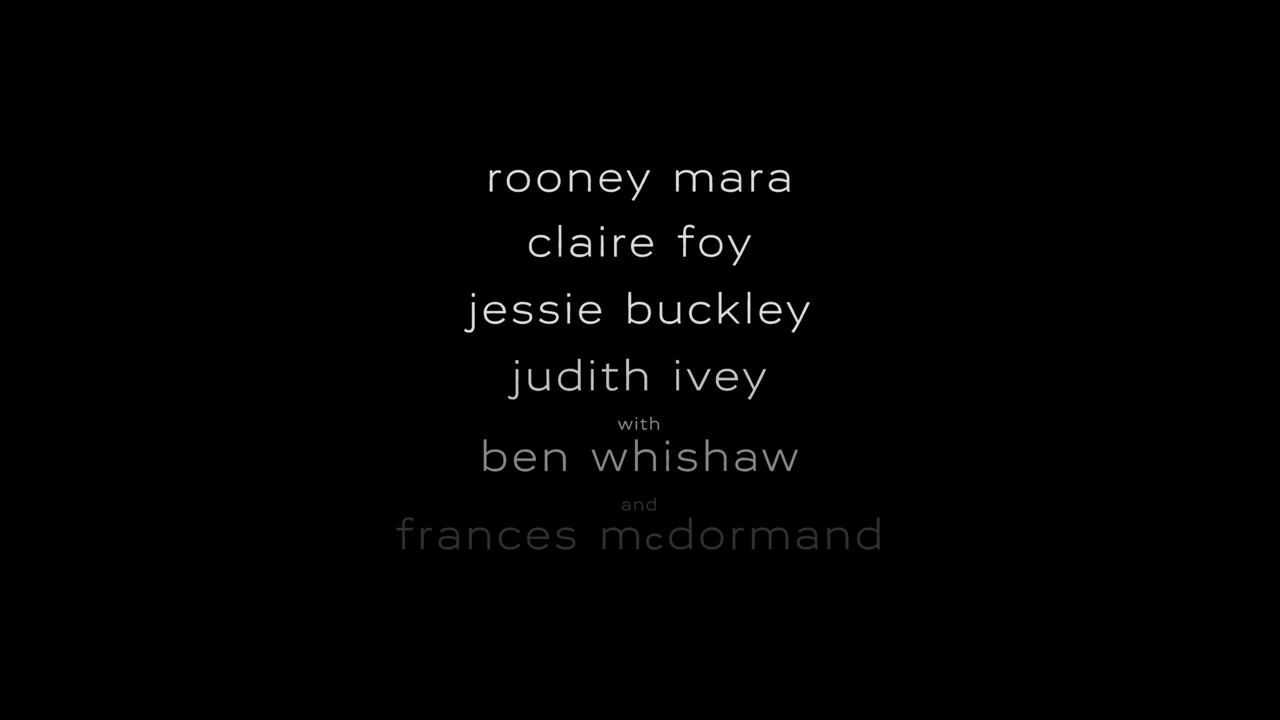 rooney mara
claire foy
jessie buckley
judith ivey
with
ben whishaw
and
frances mcdormand